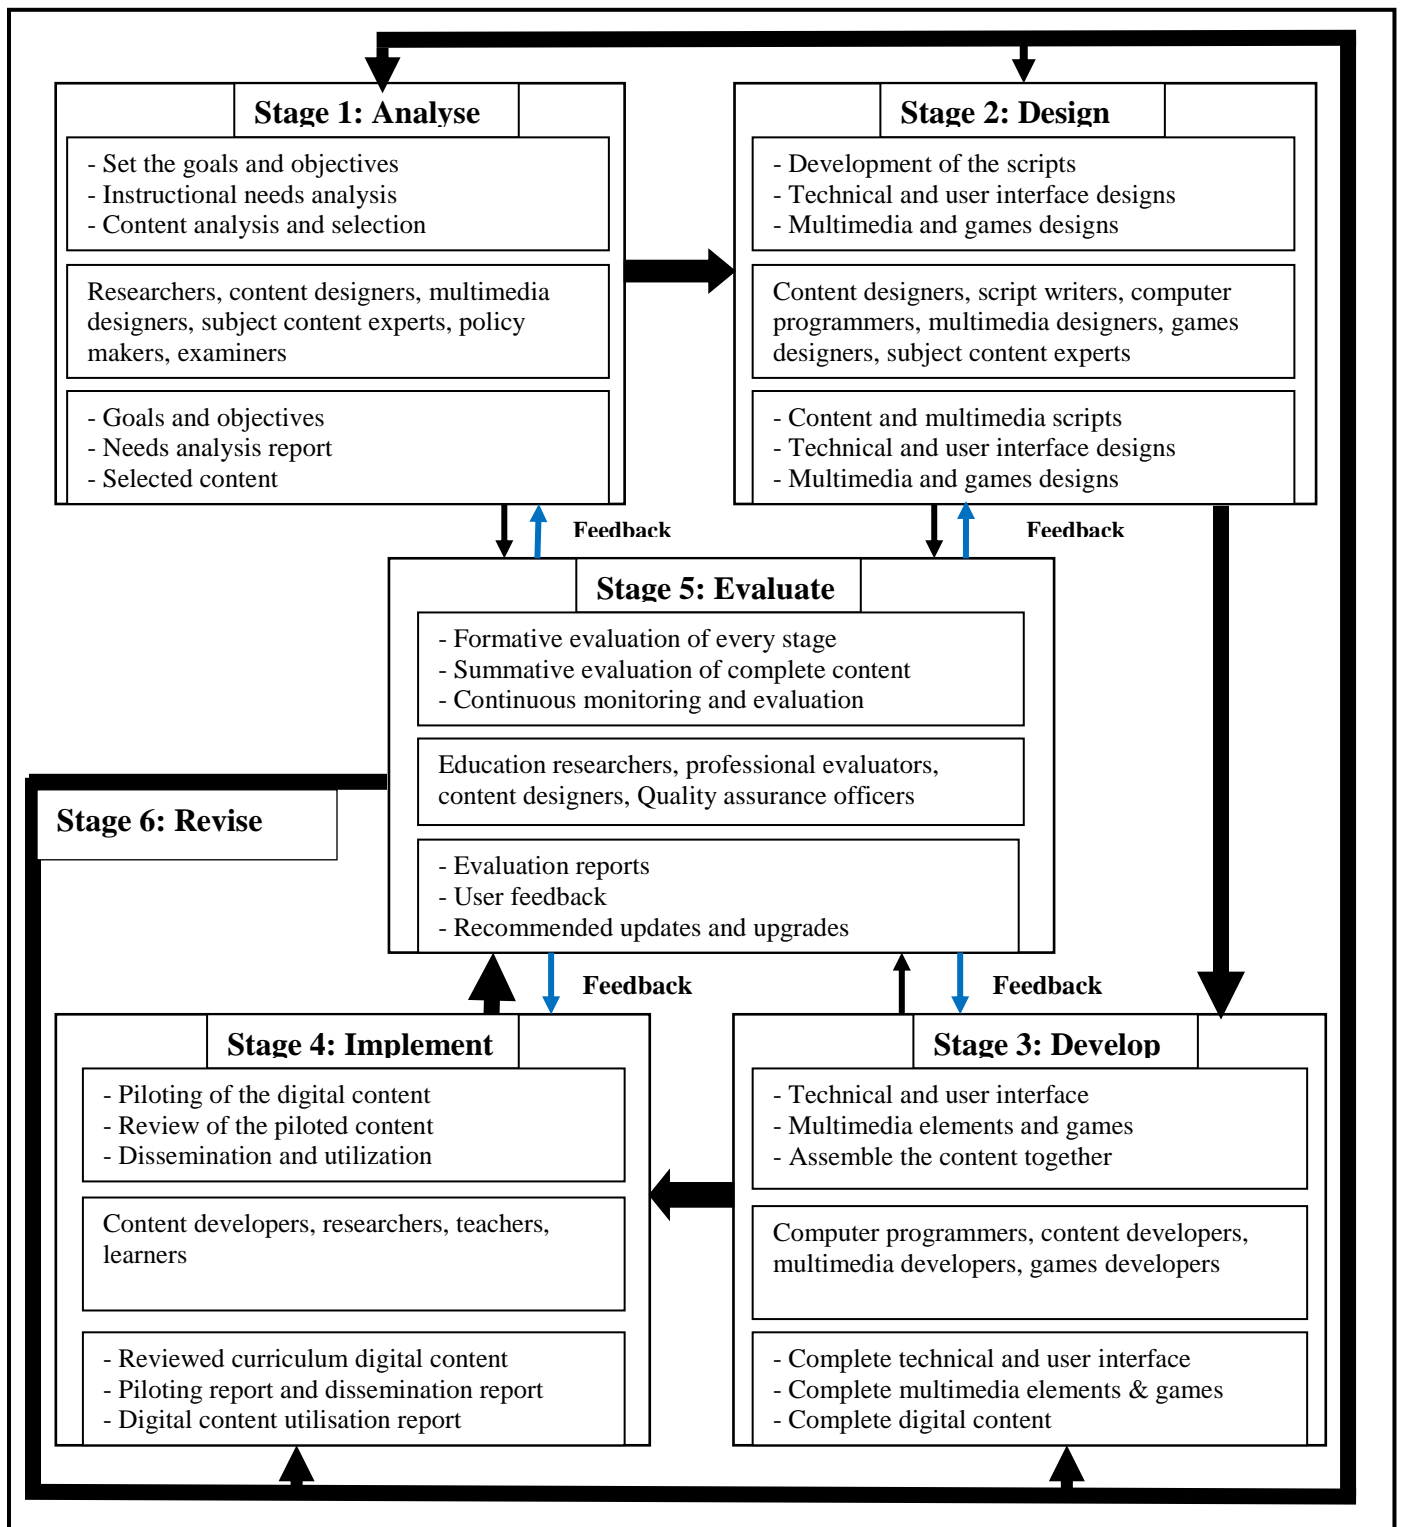 Stage 1: Analyse
- Set the goals and objectives
- Instructional needs analysis
- Content analysis and selection
Researchers, content designers, multimedia
designers, subject content experts, policy
makers, examiners
- Goals and objectives
- Needs analysis report
- Selected content
Stage 2: Design
- Development of the scripts
- Technical and user interface designs
- Multimedia and games designs
Content designers, script writers, computer
programmers, multimedia designers, games
designers, subject content experts
- Content and multimedia scripts
- Technical and user interface designs
- Multimedia and games designs
Feedback
Feedback
Stage 5: Evaluate
- Formative evaluation of every stage
- Summative evaluation of complete content
- Continuous monitoring and evaluation
Education researchers, professional evaluators,
content designers, Quality assurance officers
- Evaluation reports
- User feedback
- Recommended updates and upgrades
Stage 6: Revise
Feedback
Feedback
Stage 4: Implement
- Piloting of the digital content
- Review of the piloted content
- Dissemination and utilization
Content developers, researchers, teachers,
learners
- Reviewed curriculum digital content
- Piloting report and dissemination report
- Digital content utilisation report
Stage 3: Develop
- Technical and user interface
- Multimedia elements and games
- Assemble the content together
Computer programmers, content developers,
multimedia developers, games developers
- Complete technical and user interface
- Complete multimedia elements & games
- Complete digital content